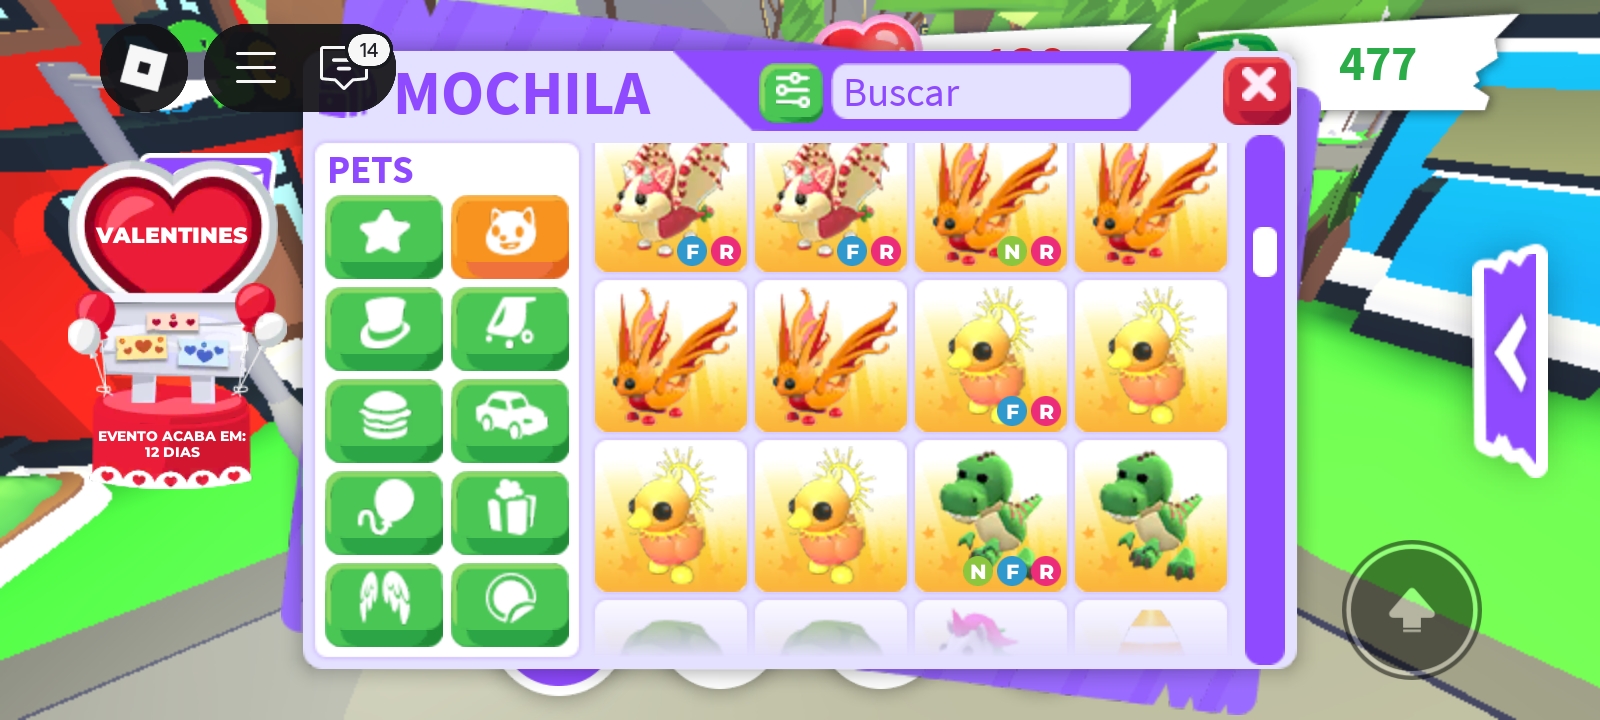 14
MOCHILA
Buscar
477
PETS
F R
F R
N R
F R
N F R
VALENTINES
EVENTO ACABA EM:
12 DIAS